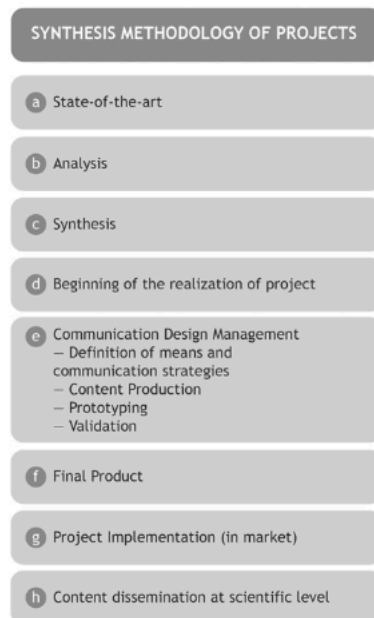 SYNTHESIS METHODOLOGY OF PROJECTS
a State-of-the-art
b Analysis
c Synthesis
d Beginning of the realization of project
e Communication Design Management
— Definition of means and
communication strategies
— Content Production
— Prototyping
— Validation
f Final Product
g Project Implementation (in market)
h Content dissemination at scientific level